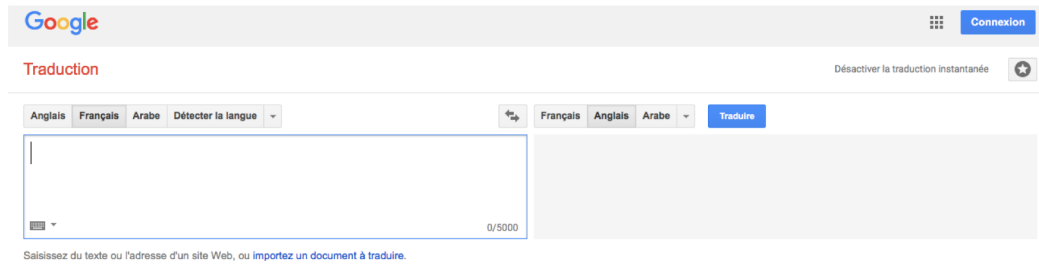 Google
Connexion
Traduction
Désactiver la traduction instantanée
Anglais Français Arabe Détecter la langue
Français Anglais Arabe Traduire
0/5000
Saisissez du texte ou l'adresse d'un site Web, ou importez un document à traduire.